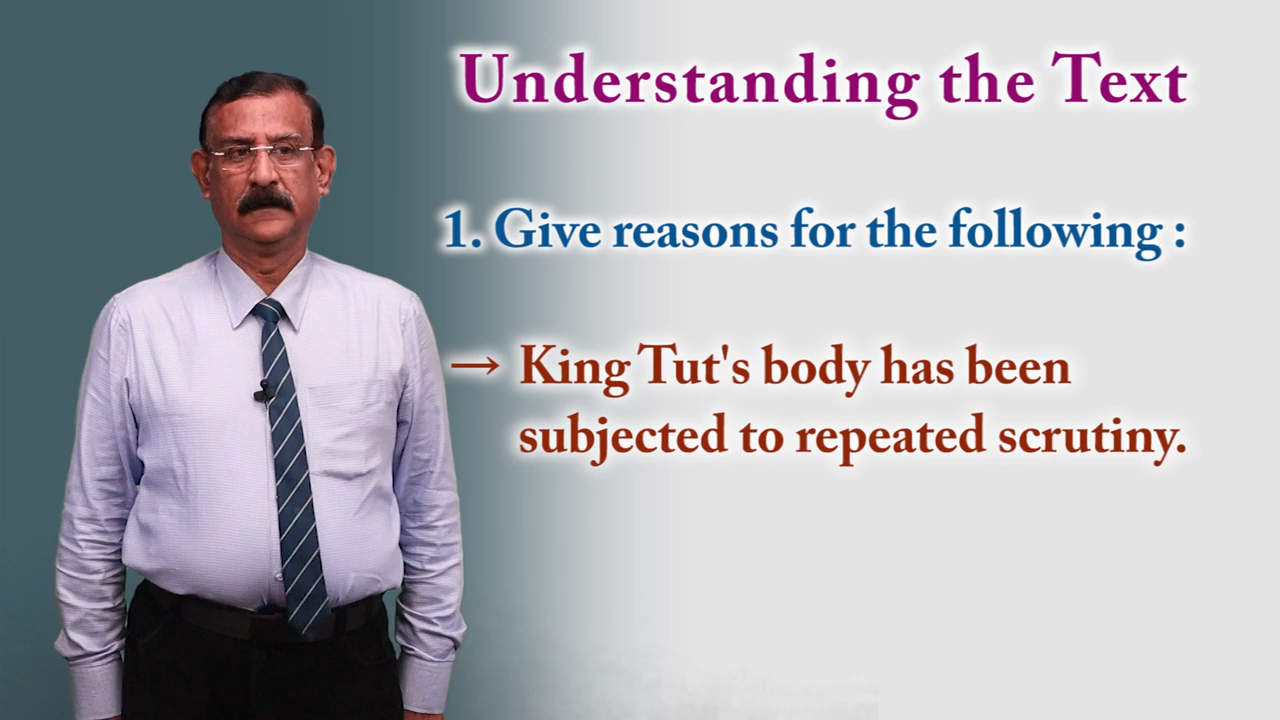 Understanding the Text
1. Give reasons for the following :
→ King Tut's body has been
subjected to repeated scrutiny.